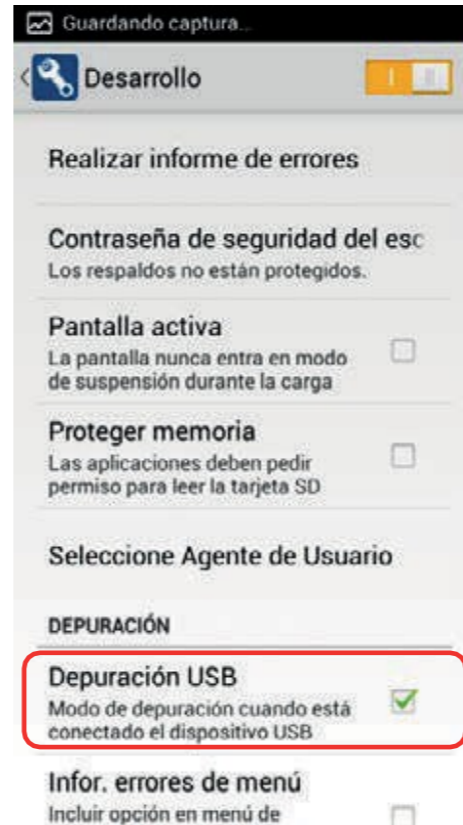 Guardando captura...
Desarrollo
Realizar informe de errores
Contraseña de seguridad del esc
Los respaldos no están protegidos.
Pantalla activa
La pantalla nunca entra en modo
de suspensión durante la carga
Proteger memoria
Las aplicaciones deben pedir
permiso para leer la tarjeta SD
Seleccione Agente de Usuario
DEPURACIÓN
Depuración USB
Modo de depuración cuando está
conectado el dispositivo USB
Infor. errores de menú
Incluir opción en menú de